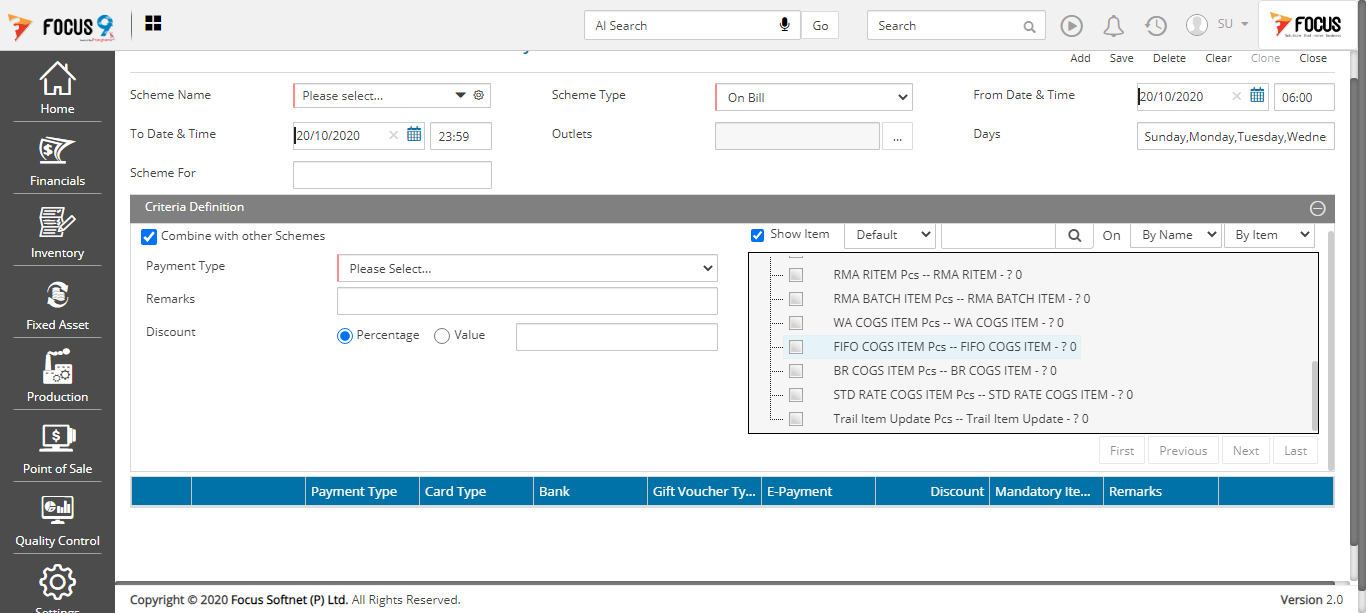 FOCUS 9
AI Search
Go
Search
SU
FOCUS
Add Save Delete Clear Clone Close
Home
Financials
Inventory
Fixed Asset
Production
Point of Sale
Quality Control
Settings
Scheme Name
Please select...
Scheme Type
On Bill
From Date & Time
20/10/2020
06:00
To Date & Time
20/10/2020
23:59
Outlets
...
Days
Sunday,Monday,Tuesday,Wedne
Scheme For
Criteria Definition
Combine with other Schemes
Payment Type
Please Select...
Remarks
Discount
Percentage
Value
Show Item
Default
On
By Name
By Item
RMA RITEM Pcs -- RMA RITEM - ? 0
RMA BATCH ITEM Pcs -- RMA BATCH ITEM - ? 0
WA COGS ITEM Pcs -- WA COGS ITEM - ? 0
FIFO COGS ITEM Pcs -- FIFO COGS ITEM - ? 0
BR COGS ITEM Pcs -- BR COGS ITEM - ? 0
STD RATE COGS ITEM Pcs -- STD RATE COGS ITEM - ? 0
Trail Item Update Pcs -- Trail Item Update - ? 0
First Previous Next Last
Payment Type Card Type Bank Gift Voucher Ty... E-Payment Discount Mandatory Ite... Remarks
Copyright © 2020 Focus Softnet (P) Ltd. All Rights Reserved.
Version 2.0